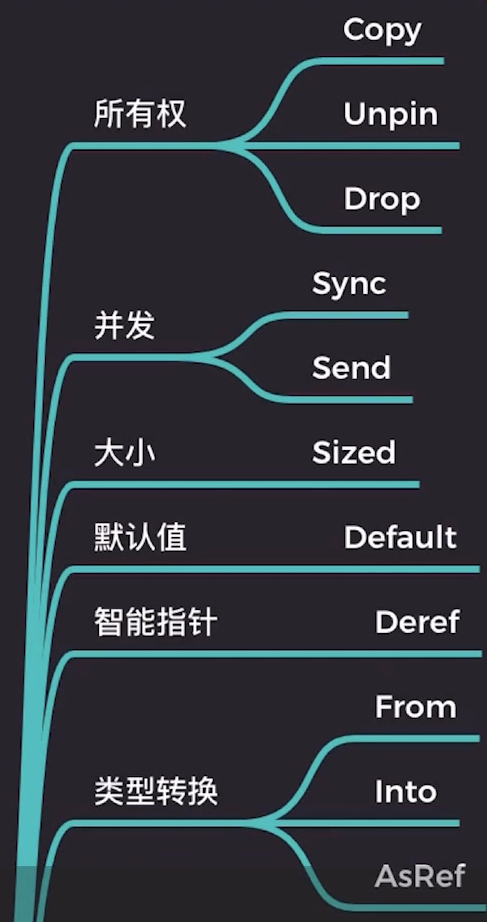 所有权
Copy
Unpin
Drop
并发
Sync
Send
大小
Sized
默认值
Default
智能指针
Deref
类型转换
From
Into
AsRef